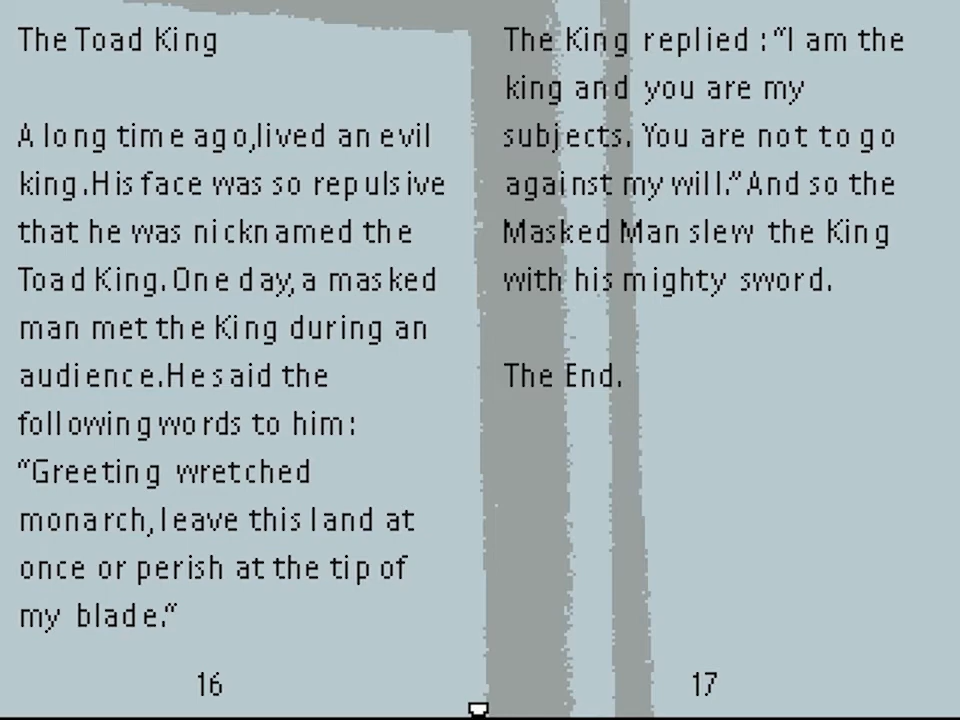 The Toad King
A long time ago,lived an evil
king.His face was so repulsive
that he was nicknamed the
Toad King.One day,a masked
man met the King during an
audience.He said the
following words to him:
“Greeting wretched
monarch,leave this land at
once or perish at the tip of
my blade.“
16
The King replied :“I am the
king and you are my
subjects. You are not to go
against my will.“And so the
Masked Man slew the King
with his mighty sword.
The End.
17